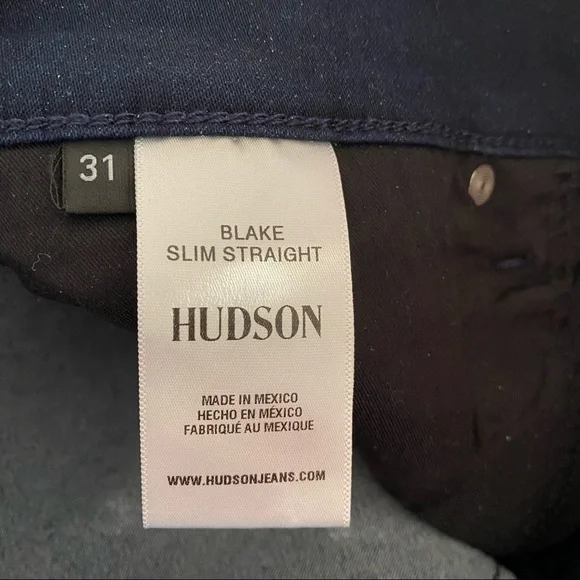 31
BLAKE
SLIM STRAIGHT
HUDSON
MADE IN MEXICO
HECHO EN MÉXICO
FABRIQUÉ AU MEXIQUE
WWW.HUDSONJEANS.COM